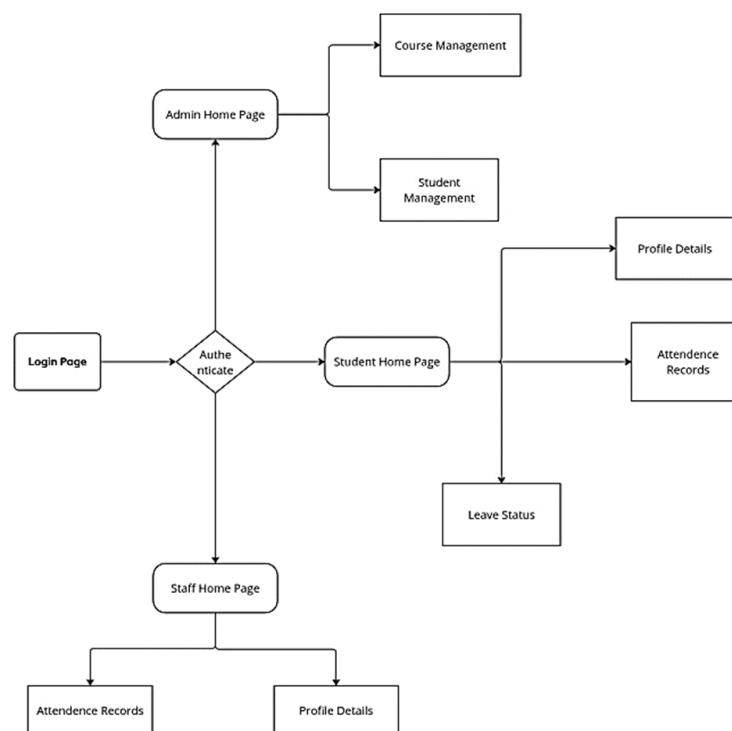 Course Management
Admin Home Page
Student
Management
Profile Details
Login Page
Authe
nticate
Student Home Page
Attendence
Records
Leave Status
Staff Home Page
Attendence Records
Profile Details